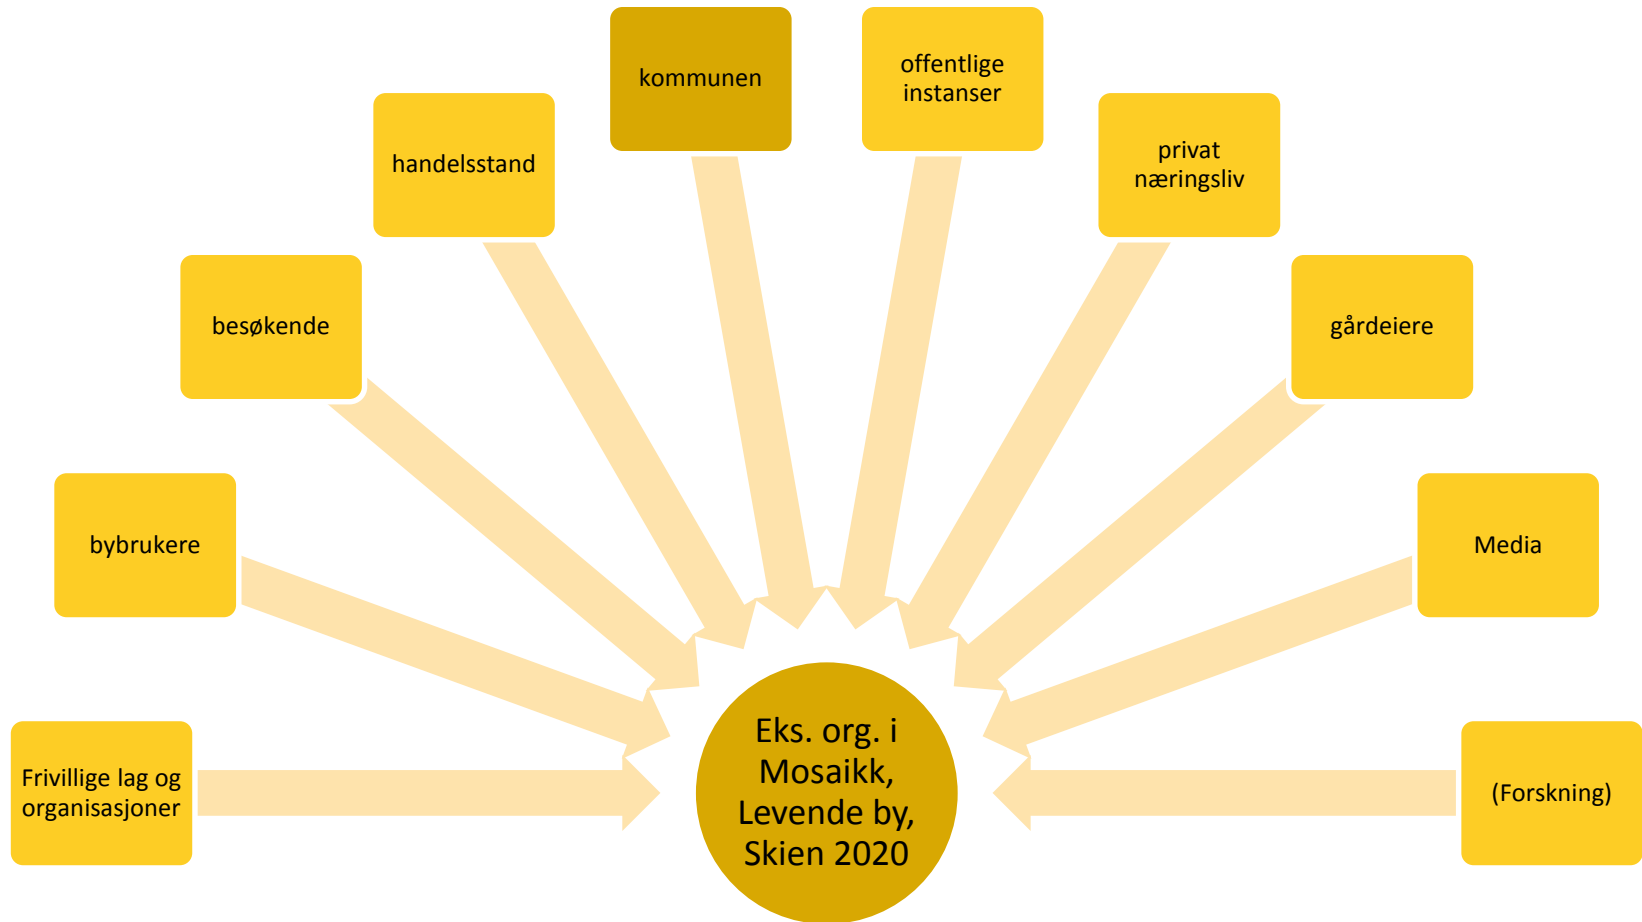 kommunen
offentlige
instanser
handelsstand
privat
næringsliv
besøkende
gårdeiere
bybrukere
Media
Frivillige lag og
organisasjoner
Eks. org. i
Mosaikk,
Levende by,
Skien 2020
(Forskning)